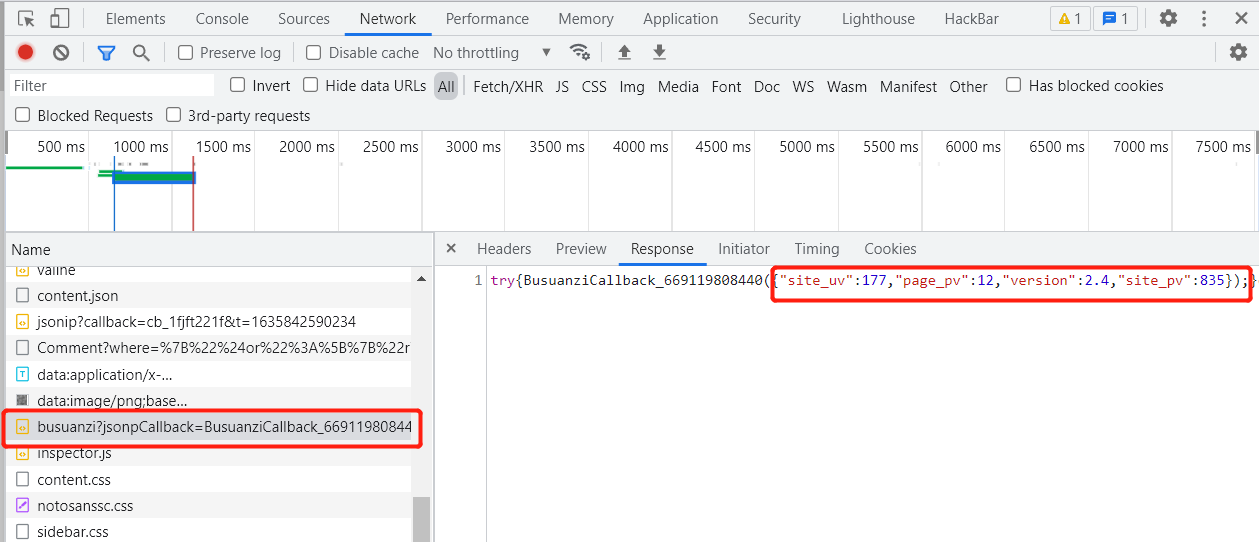 Elements Console Sources Network Performance Memory Application Security Lighthouse HackBar 1 1
Preserve log Disable cache No throttling
Filter Invert Hide data URLs All Fetch/XHR JS CSS Img Media Font Doc WS Wasm Manifest Other Has blocked cookies
Blocked Requests 3rd-party requests
500 ms 1000 ms 1500 ms 2000 ms 2500 ms 3000 ms 3500 ms 4000 ms 4500 ms 5000 ms 5500 ms 6000 ms 6500 ms 7000 ms 7500 ms
Name
Headers Preview Response Initiator Timing Cookies
valine
content.json
jsonip?callback=cb_1fjft221f&t=1635842590234
Comment?where=%7B%22%24or%22%3A%5B%7B%22r
data:application/x-...
data:image/png;base...
busuanzi?jsonpCallback=BusuanziCallback_66911980844
inspector.js
content.css
notosanssc.css
sidebar.css
1 try{BusuanziCallback_669119808440({"site_uv":177,"page_pv":12,"version":2.4,"site_pv":835});}